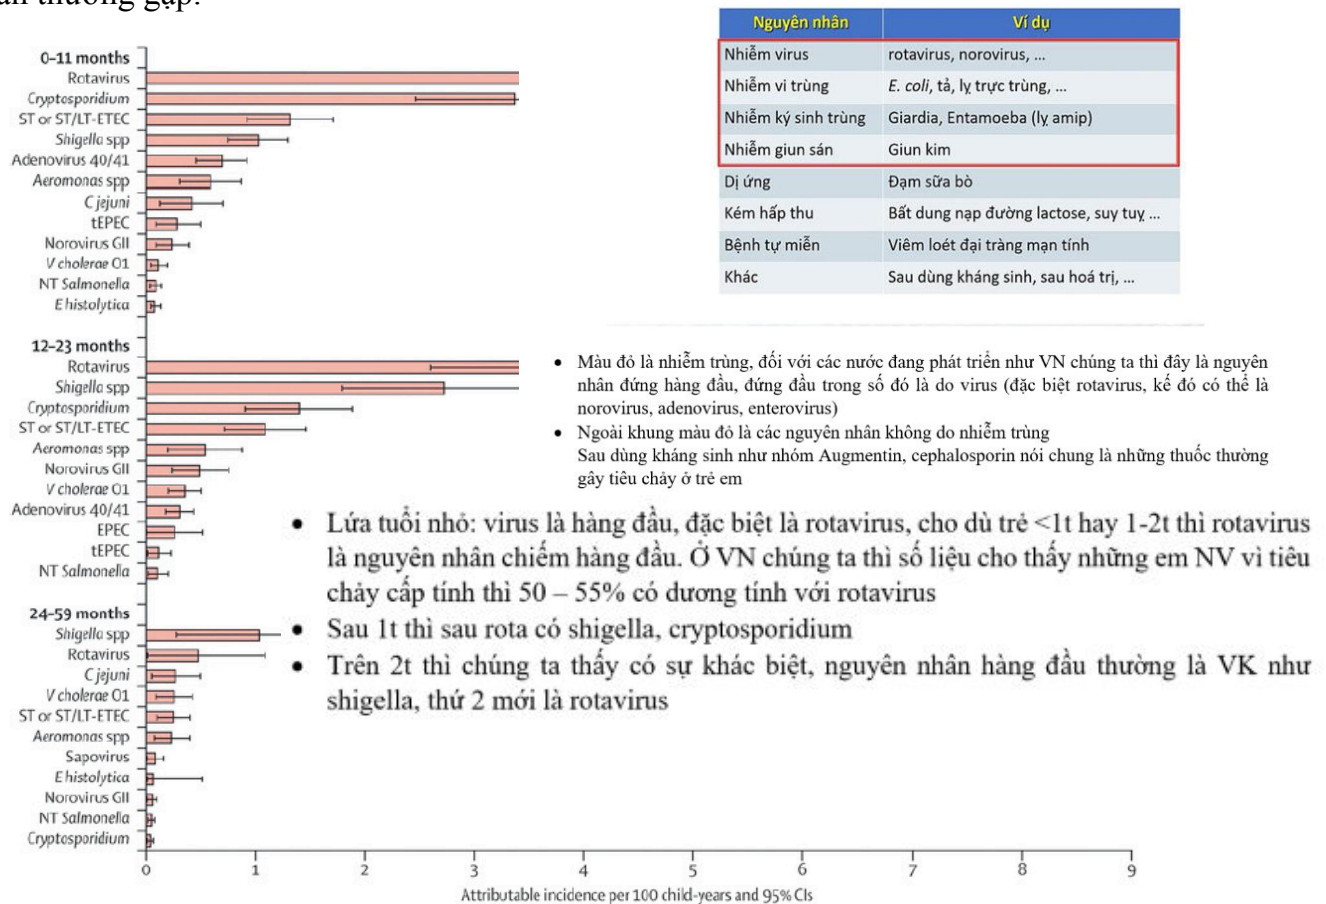 thường gặp.
0–11 months
Rotavirus
Cryptosporidium
ST or ST/LT-ETEC
Shigella spp
Adenovirus 40/41
Aeromonas spp
C jejuni
tEPEC
Norovirus GII
V cholerae O1
NT Salmonella
E histolytica
12–23 months
Rotavirus
Shigella spp
Cryptosporidium
ST or ST/LT-ETEC
Aeromonas spp
Norovirus GII
V cholerae O1
Adenovirus 40/41
EPEC
tEPEC
NT Salmonella
24–59 months
Shigella spp
Rotavirus
C jejuni
V cholerae O1
ST or ST/LT-ETEC
Aeromonas spp
Sapovirus
E histolytica
Norovirus GII
NT Salmonella
Cryptosporidium
0 1 2 3 4 5 6 7 8 9
Attributable incidence per 100 child-years and 95% CIs
Nguyên nhân Ví dụ
Nhiễm virus rotavirus, norovirus, ...
Nhiễm vi trùng E. coli, tả, lỵ trực trùng, ...
Nhiễm ký sinh trùng Giardia, Entamoeba (lỵ amip)
Nhiễm giun sán Giun kim
Dị ứng Đạm sữa bò
Kém hấp thu Bất dung nạp đường lactose, suy tuỵ ...
Bệnh tự miễn Viêm loét đại tràng mạn tính
Khác Sau dùng kháng sinh, sau hoá trị, ...
• Màu đỏ là nhiễm trùng, đối với các nước đang phát triển như VN chúng ta thì đây là nguyên
nhân đứng hàng đầu, đứng đầu trong số đó là do virus (đặc biệt rotavirus, kế đó có thể là
norovirus, adenovirus, enterovirus)
• Ngoài khung màu đỏ là các nguyên nhân không do nhiễm trùng
Sau dùng kháng sinh như nhóm Augmentin, cephalosporin nói chung là những thuốc thường
gây tiêu chảy ở trẻ em
• Lứa tuổi nhỏ: virus là hàng đầu, đặc biệt là rotavirus, cho dù trẻ <1t hay 1-2t thì rotavirus
là nguyên nhân chiếm hàng đầu. Ở VN chúng ta thì số liệu cho thấy những em NV vì tiêu
chảy cấp tính thì 50 – 55% có dương tính với rotavirus
• Sau 1t thì sau rota có shigella, cryptosporidium
• Trên 2t thì chúng ta thấy có sự khác biệt, nguyên nhân hàng đầu thường là VK như
shigella, thứ 2 mới là rotavirus